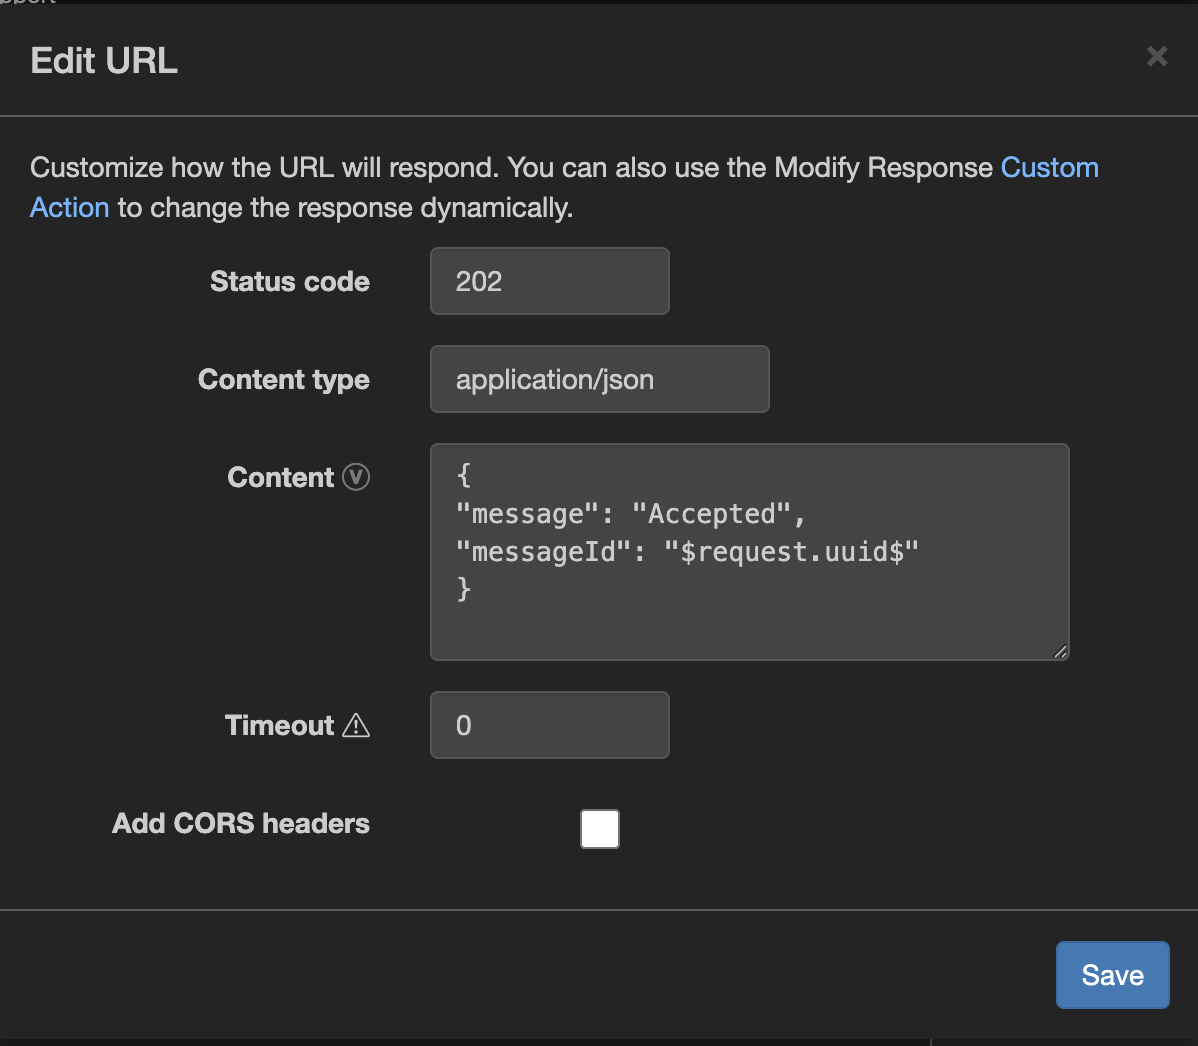 Edit URL
Customize how the URL will respond. You can also use the Modify Response Custom
Action to change the response dynamically.
Status code
202
Content type
application/json
Content V
{
"message": "Accepted",
"messageId": "$request.uuid$"
}
Timeout
0
Add CORS headers
Save